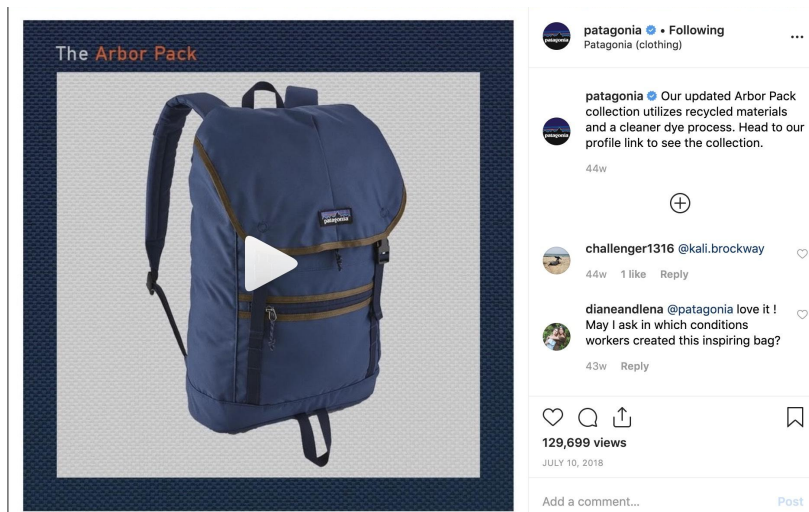 The Arbor Pack
patagonia
patagonia • Following
Patagonia (clothing)
patagonia
patagonia Our updated Arbor Pack
collection utilizes recycled materials
and a cleaner dye process. Head to our
profile link to see the collection.
patagonia
44w
challenger1316 @kali.brockway
44w 1 like Reply
dianeandlena @patagonia love it !
May I ask in which conditions
workers created this inspiring bag?
43w Reply
129,699 views
JULY 10, 2018
Add a comment... Post